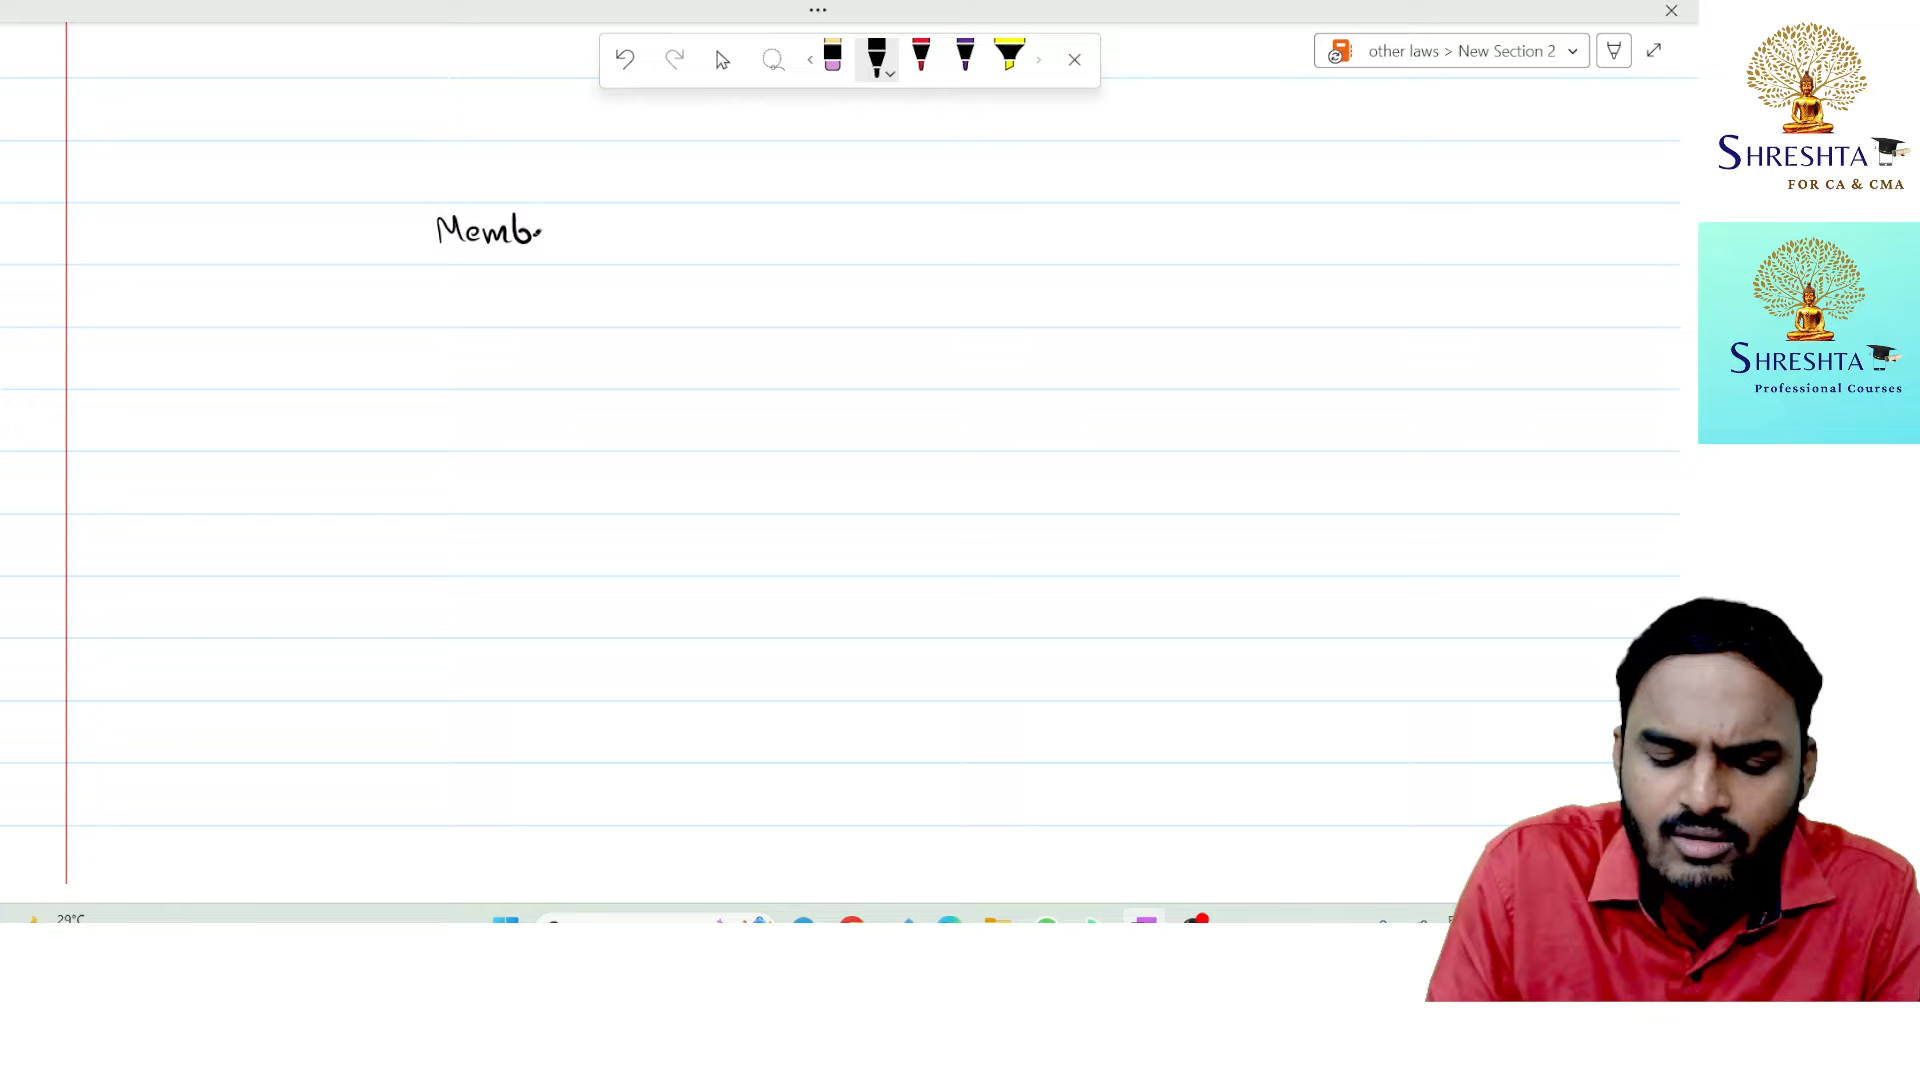 other laws > New Section 2
SHRESHTA
FOR CA & CMA
Memb
SHRESHTA
Professional Courses
29°C